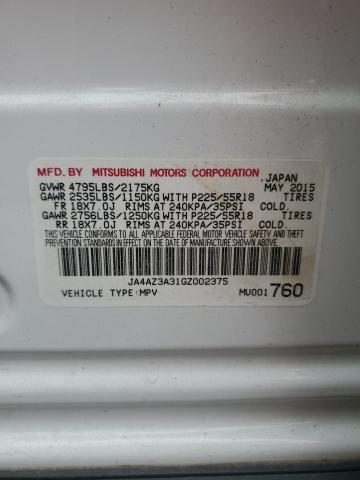 MFD. BY MITSUBISHI MOTORS CORPORATION JAPAN
GVWR 4795LBS/2175KG MAY 2015
GAWR 2535LBS/1150KG WITH P225/55R18 TIRES
FR 18X7.0J RIMS AT 240KPA/35PSI COLD.
GAWR 2756LBS/1250KG WITH P225/55R18 TIRES
RR 18X7.0J RIMS AT 240KPA/35PSI COLD.
THIS VEHICLE CONFORMS TO ALL APPLICABLE FEDERAL MOTOR
VEHICLE SAFETY AND THEFT PREVENTION STANDARDS IN EFFECT
ON THE DATE OF MANUFACTURE SHOWN ABOVE.
JA4AZ3A31GZ002375
VEHICLE TYPE:MPV MU001 760